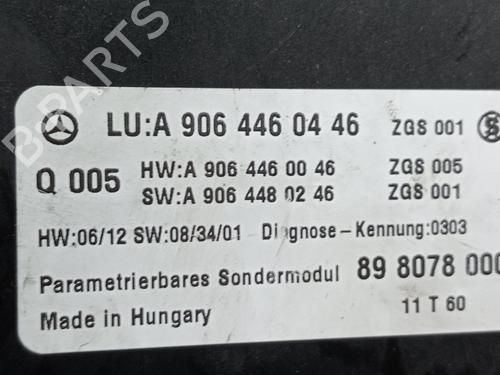 LU:A 906 446 04 46 ZGS 001
Q 005 HW:A 906 446 00 46 ZGS 005
SW:A 906 448 02 46 ZGS 001
HW:06/12 SW:08/34/01 Diagnose-Kennung:0303
Parametrierbares Sondermodul 89 8078 000
Made in Hungary 11 T 60
B-PARTS